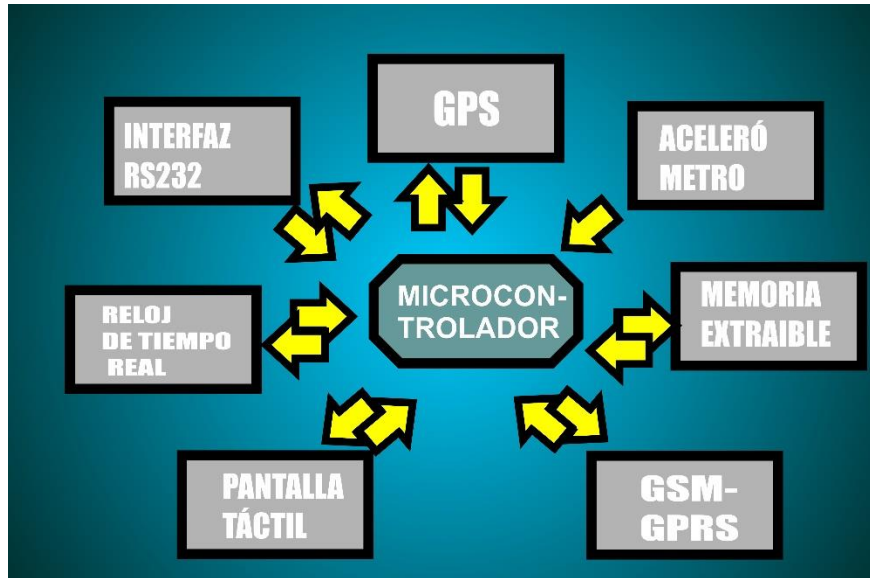 GPS
INTERFAZ
RS232
ACELERÓ
METRO
MICROCON-
TROLADOR
MEMORIA
EXTRAIBLE
RELOJ
DE TIEMPO
REAL
PANTALLA
TÁCTIL
GSM-
GPRS